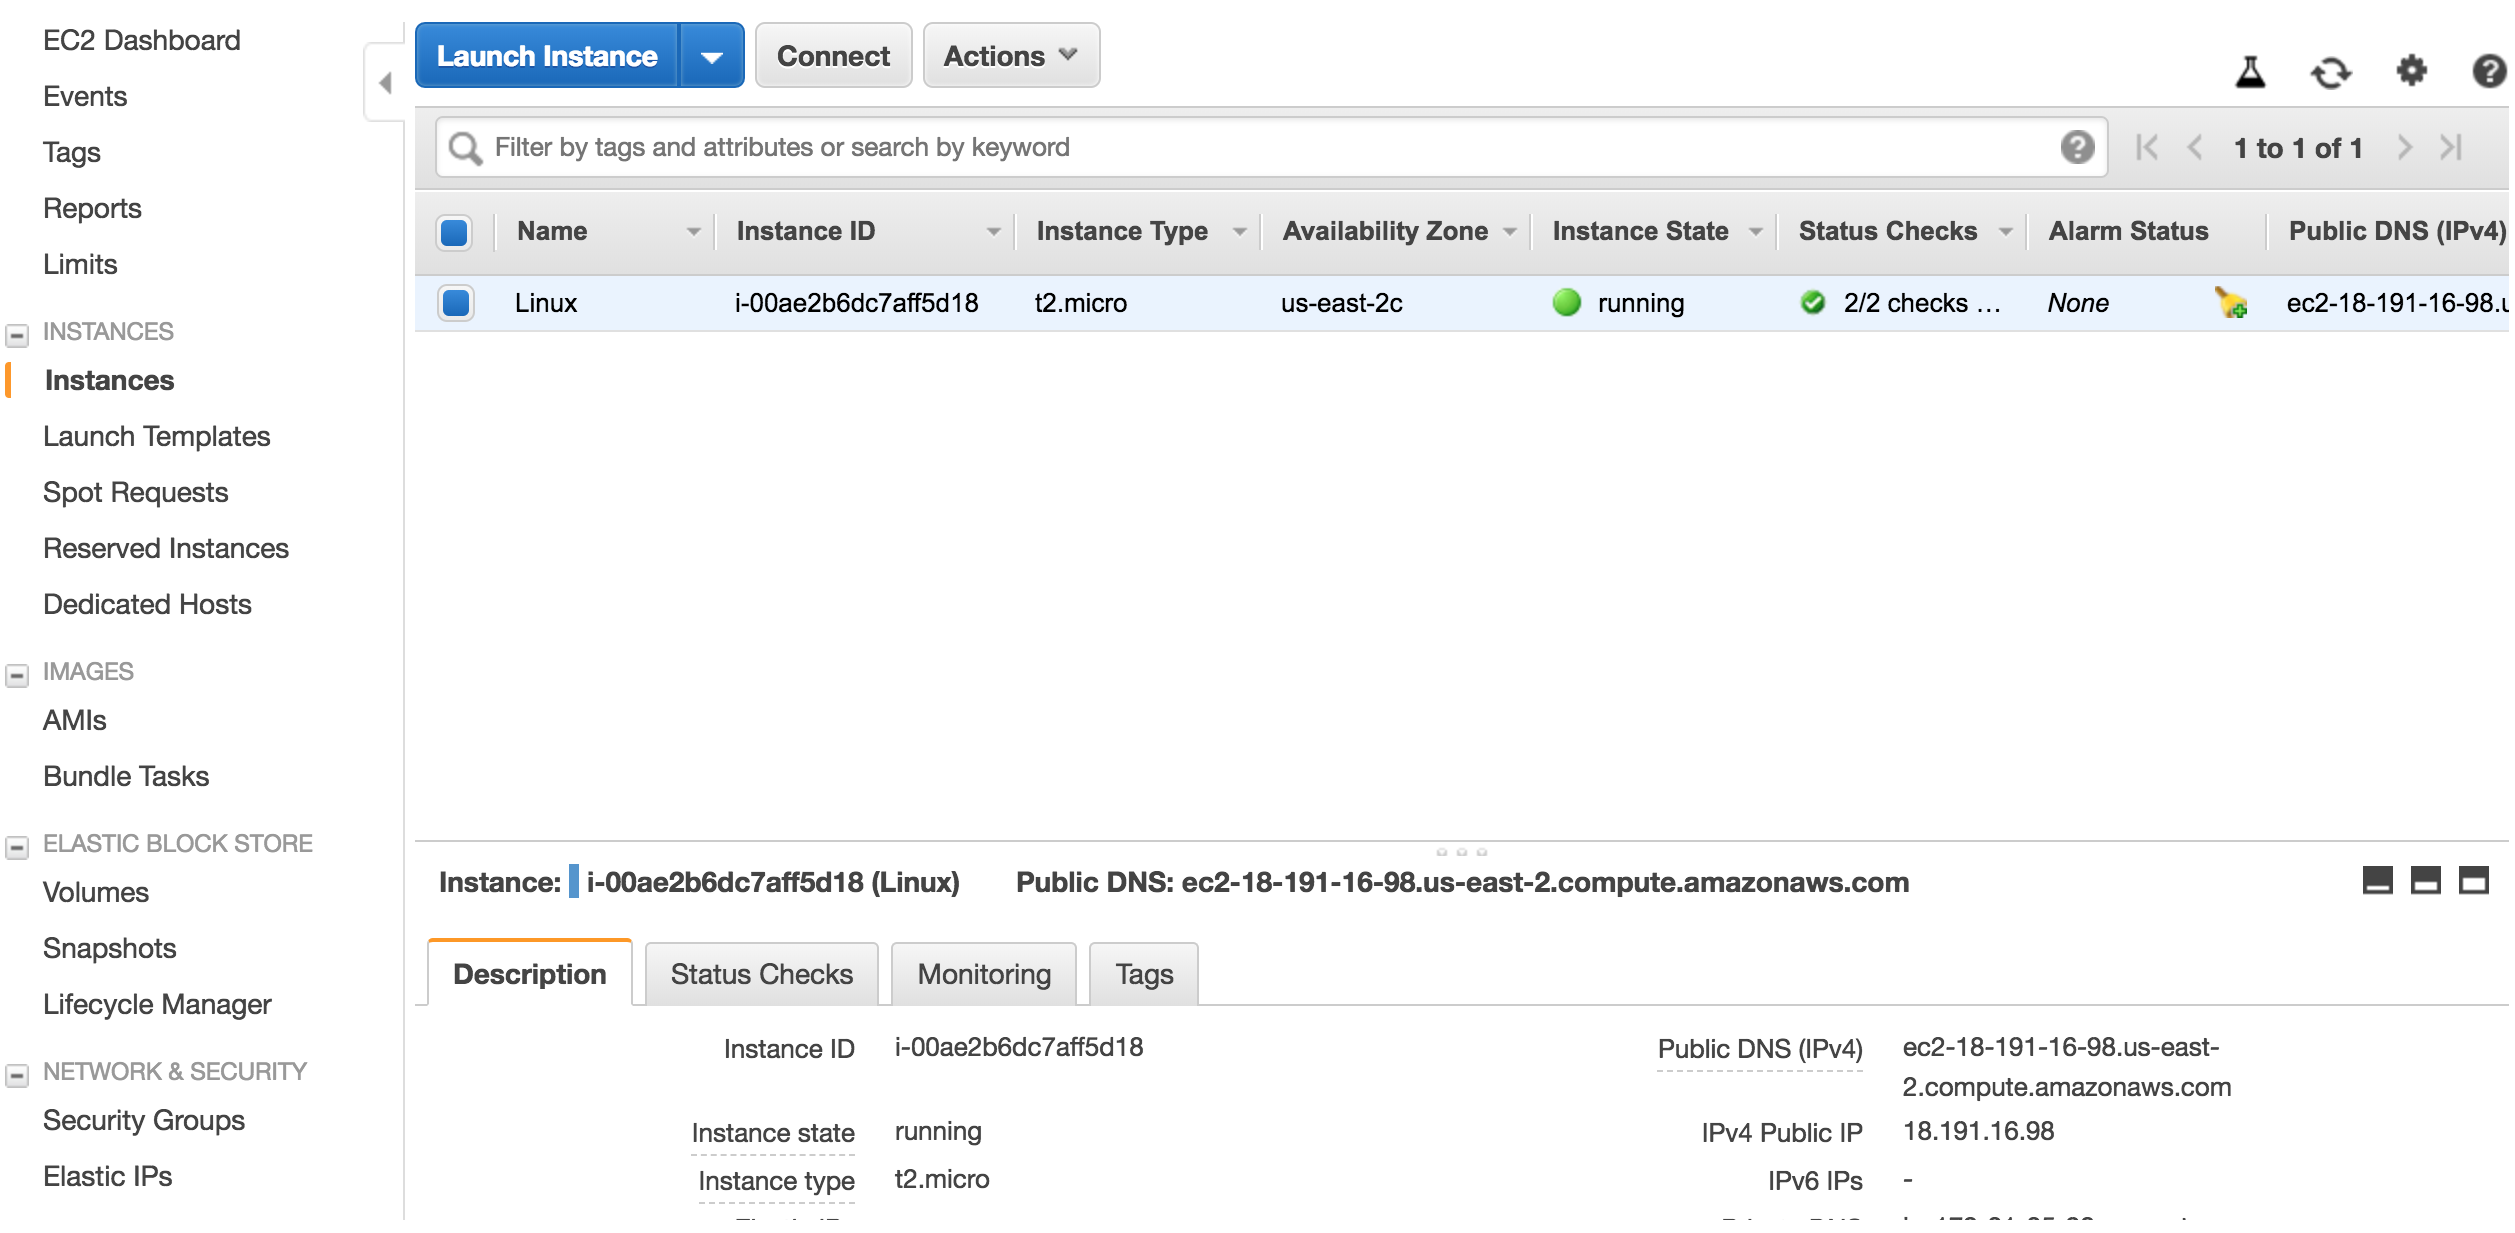 EC2 Dashboard
Events
Tags
Reports
Limits
INSTANCES
Instances
Launch Templates
Spot Requests
Reserved Instances
Dedicated Hosts
IMAGES
AMIs
Bundle Tasks
ELASTIC BLOCK STORE
Volumes
Snapshots
Lifecycle Manager
NETWORK & SECURITY
Security Groups
Elastic IPs
Launch Instance Connect Actions
Filter by tags and attributes or search by keyword 1 to 1 of 1
Name Instance ID Instance Type Availability Zone Instance State Status Checks Alarm Status Public DNS (IPv4)
Linux i-00ae2b6dc7aff5d18 t2.micro us-east-2c running 2/2 checks … None ec2-18-191-16-98.u
Instance: i-00ae2b6dc7aff5d18 (Linux) Public DNS: ec2-18-191-16-98.us-east-2.compute.amazonaws.com
Description Status Checks Monitoring Tags
Instance ID i-00ae2b6dc7aff5d18 Public DNS (IPv4) ec2-18-191-16-98.us-east-
2.compute.amazonaws.com
Instance state running IPv4 Public IP 18.191.16.98
Instance type t2.micro IPv6 IPs -